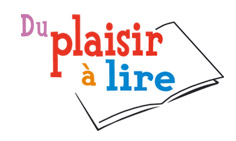 Du
plaisir
à lire